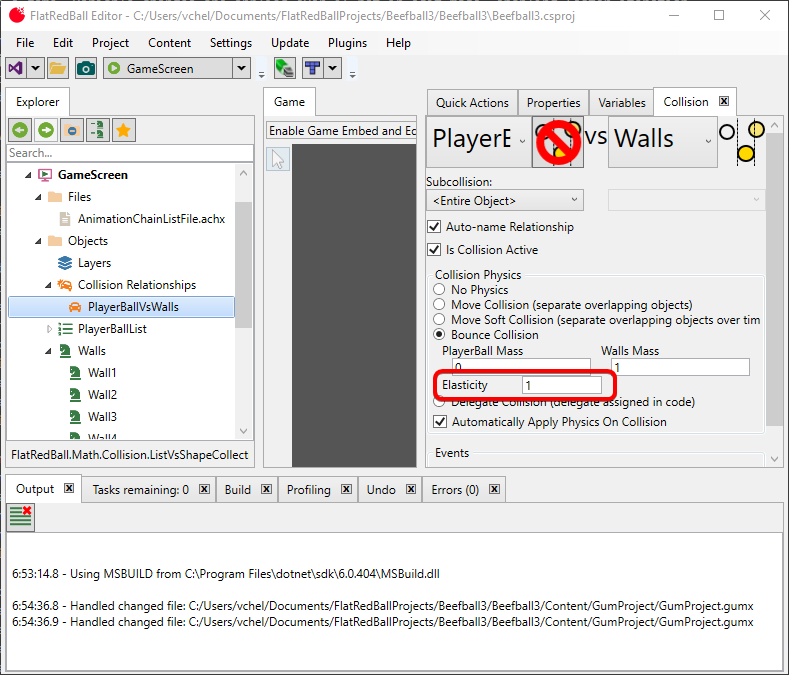 FlatRedBall Editor - C:/Users/vchel/Documents/FlatRedBallProjects/Beefball3/Beefball3\Beefball3.csproj
File Edit Project Content Settings Update Plugins Help
GameScreen
Explorer
Search...
GameScreen
Files
AnimationChainListFile.achx
Objects
Layers
Collision Relationships
PlayerBallVsWalls
PlayerBallList
Walls
Wall1
Wall2
Wall3
Wall4
FlatRedBall.Math.Collision.ListVsShapeCollect
Game
Enable Game Embed and Ec
Quick Actions Properties Variables Collision
PlayerE vs Walls
Subcollision:
<Entire Object>
Auto-name Relationship
Is Collision Active
Collision Physics
No Physics
Move Collision (separate overlapping objects)
Move Soft Collision (separate overlapping objects over tim
Bounce Collision
PlayerBall Mass Walls Mass
0 1
Elasticity 1
Delegate Collision (delegate assigned in code)
Automatically Apply Physics On Collision
Events
Output Tasks remaining: 0 Build Profiling Undo Errors (0)
6:53:14.8 - Using MSBUILD from C:\Program Files\dotnet\sdk\6.0.404\MSBuild.dll
6:54:36.8 - Handled changed file: C:/Users/vchel/Documents/FlatRedBallProjects/Beefball3/Beefball3/Content/GumProject/GumProject.gumx
6:54:36.9 - Handled changed file: C:/Users/vchel/Documents/FlatRedBallProjects/Beefball3/Beefball3/Content/GumProject/GumProject.gumx